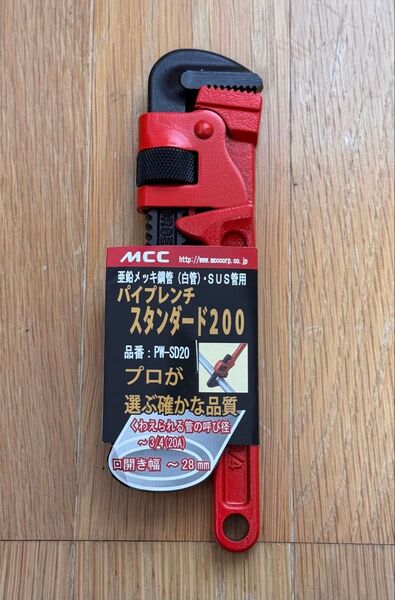 MCC http://www.mcccorp.co.jp
亜鉛メッキ鋼管(白管)・SUS管用
パイプレンチ
スタンダード200
品番:PW-SD20
プロが
選ぶ確かな品質
くわえられる管の呼び径
~3/4(20A)
口開き幅 ~28mm